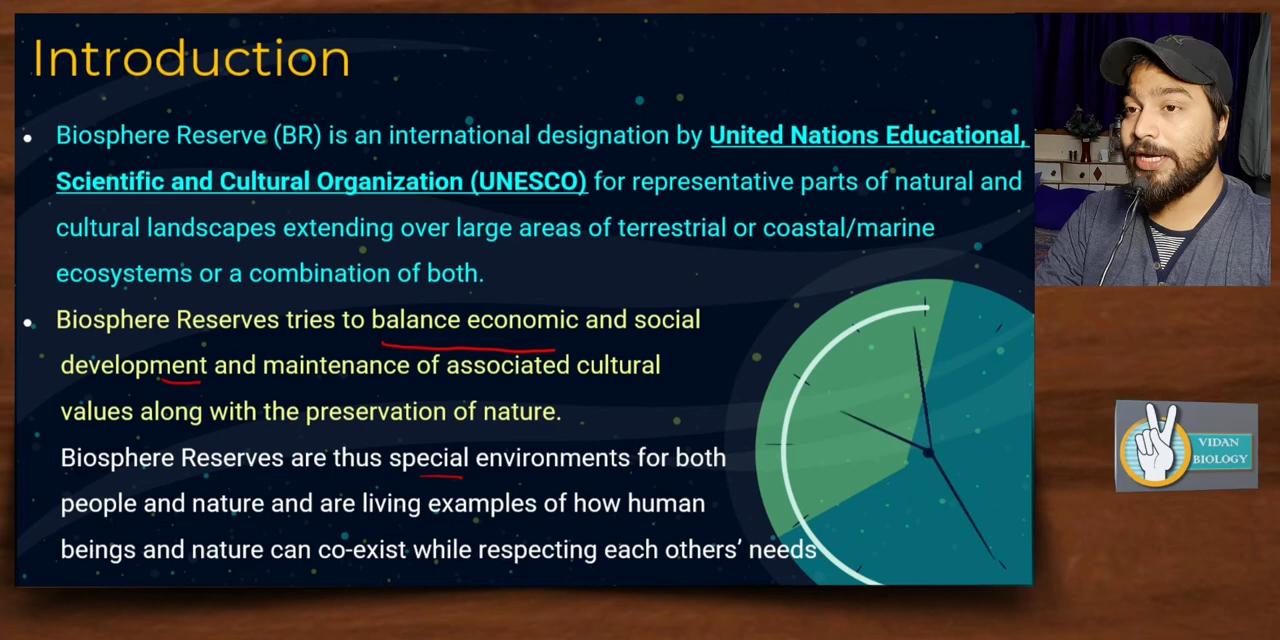 Introduction
Biosphere Reserve (BR) is an international designation by United Nations Educational,
Scientific and Cultural Organization (UNESCO) for representative parts of natural and
cultural landscapes extending over large areas of terrestrial or coastal/marine
ecosystems or a combination of both.
Biosphere Reserves tries to balance economic and social
development and maintenance of associated cultural
values along with the preservation of nature.
Biosphere Reserves are thus special environments for both
people and nature and are living examples of how human
beings and nature can co-exist while respecting each others’ needs
VIDAN
BIOLOGY